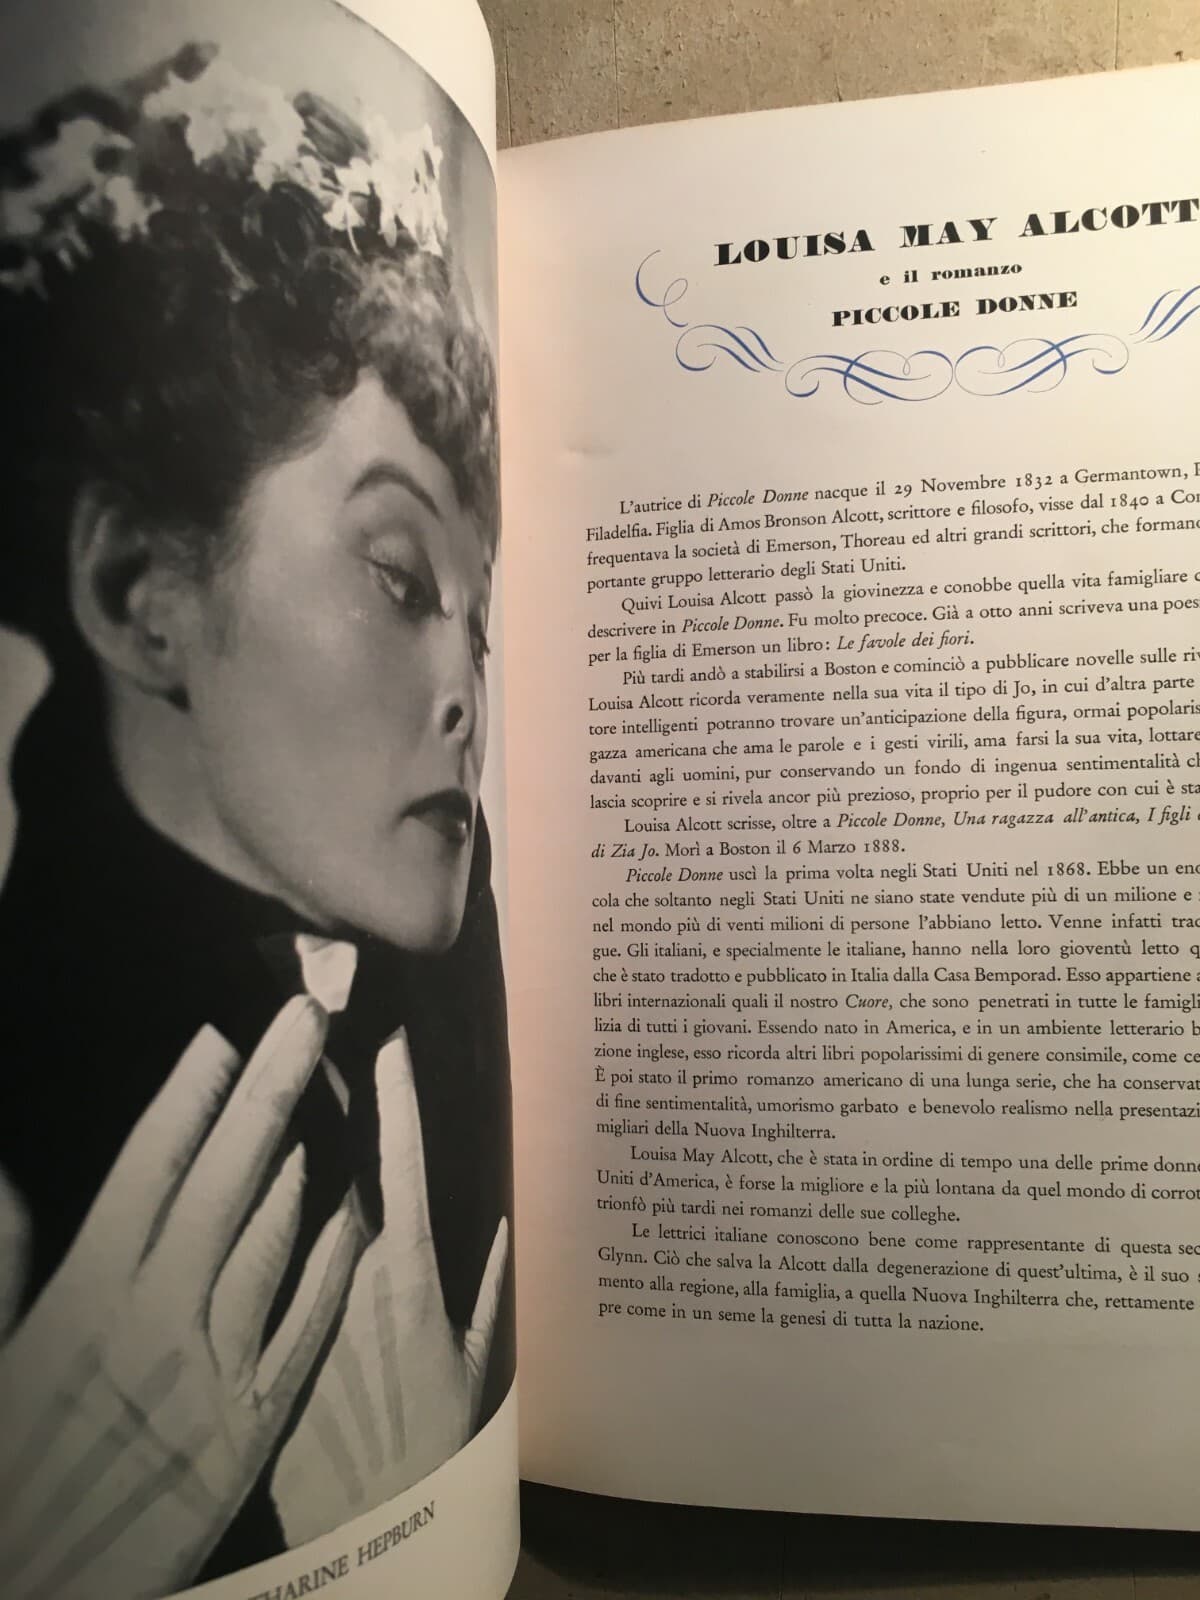 THARINE HEPBURN
LOUISA MAY ALCOTT
e il romanzo
PICCOLE DONNE
L'autrice di Piccole Donne nacque il 29 Novembre 1832 a Germantown,
Filadelfia. Figlia di Amos Bronson Alcott, scrittore e filosofo, visse dal 1840 a Con
frequentava la società di Emerson, Thoreau ed altri grandi scrittori, che formano
portante gruppo letterario degli Stati Uniti.
Quivi Louisa Alcott passò la giovinezza e conobbe quella vita famigliare
descrivere in Piccole Donne. Fu molto precoce. Già a otto anni scriveva una poes
per la figlia di Emerson un libro: Le favole dei fiori.
Più tardi andò a stabilirsi a Boston e cominciò a pubblicare novelle sulle riv
Louisa Alcott ricorda veramente nella sua vita il tipo di Jo, in cui d'altra parte
tore intelligenti potranno trovare un'anticipazione della figura, ormai popolaris
gazza americana che ama le parole e i gesti virili, ama farsi la sua vita, lottare
davanti agli uomini, pur conservando un fondo di ingenua sentimentalità ch
lascia scoprire e si rivela ancor più prezioso, proprio per il pudore con cui è sta
Louisa Alcott scrisse, oltre a Piccole Donne, Una ragazza all'antica, I figli
di Zia Jo. Morì a Boston il 6 Marzo 1888.
Piccole Donne uscì la prima volta negli Stati Uniti nel 1868. Ebbe un eno
cola che soltanto negli Stati Uniti ne siano state vendute più di un milione e
nel mondo più di venti milioni di persone l'abbiano letto. Venne infatti trad
gue. Gli italiani, e specialmente le italiane, hanno nella loro gioventù letto q
che è stato tradotto e pubblicato in Italia dalla Casa Bemporad. Esso appartiene a
libri internazionali quali il nostro Cuore, che sono penetrati in tutte le famigli
lizia di tutti i giovani. Essendo nato in America, e in un ambiente letterario b
zione inglese, esso ricorda altri libri popolarissimi di genere consimile, come ce
È poi stato il primo romanzo americano di una lunga serie, che ha conservat
di fine sentimentalità, umorismo garbato e benevolo realismo nella presentazi
migliari della Nuova Inghilterra.
Louisa May Alcott, che è stata in ordine di tempo una delle prime donne
Uniti d'America, è forse la migliore e la più lontana da quel mondo di corrot
trionfò più tardi nei romanzi delle sue colleghe.
Le lettrici italiane conoscono bene come rappresentante di questa sec
Glynn. Ciò che salva la Alcott dalla degenerazione di quest'ultima, è il suo
mento alla regione, alla famiglia, a quella Nuova Inghilterra che, rettamente
pre come in un seme la genesi di tutta la nazione.